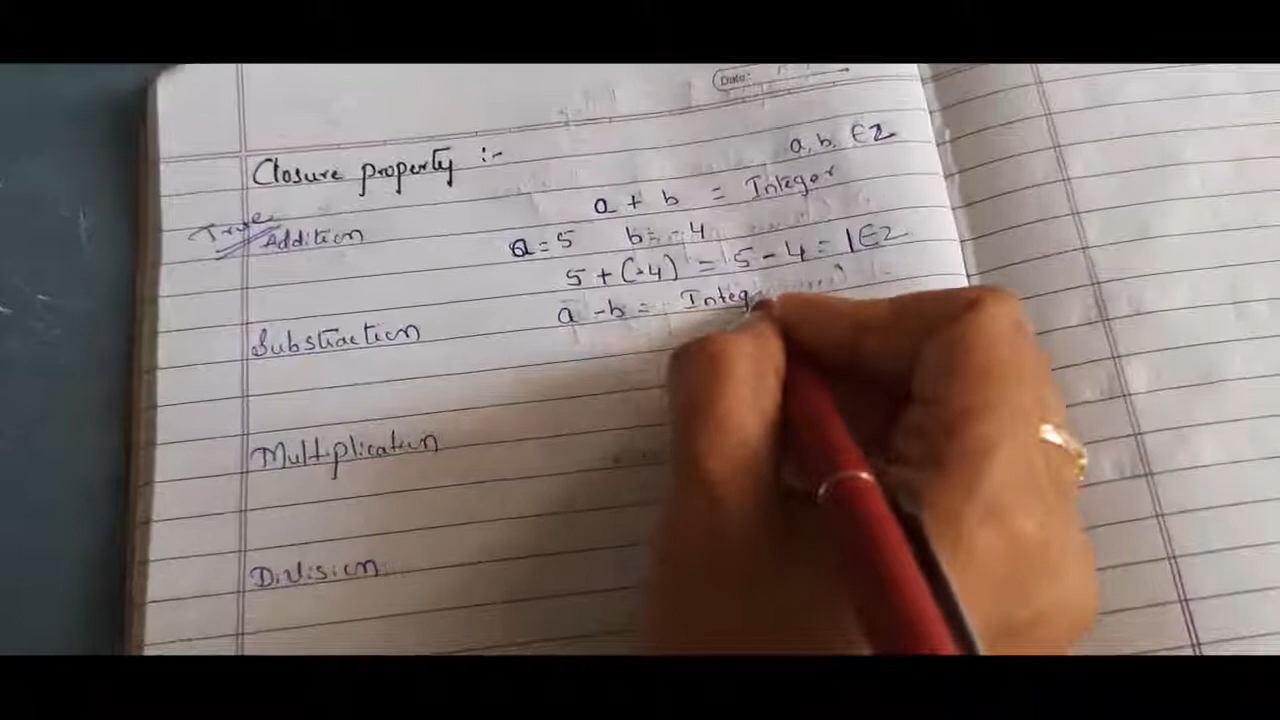 Date:
Closure property :-
a, b, ∈ Z
a + b = Integer
True Addition
a = 5 b = -4
5 + (-4) = 5 - 4 = 1 ∈ Z
a - b = Integ
Substraction
Multiplication
Division